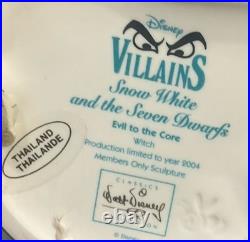 Disney
VILLAINS
Snow White
and the Seven Dwarfs
Evil to the Core
Witch
Production limited to year 2004
Members Only Sculpture
THAILAND
THAILANDE
CLASSICS
Walt Disney
© Disney